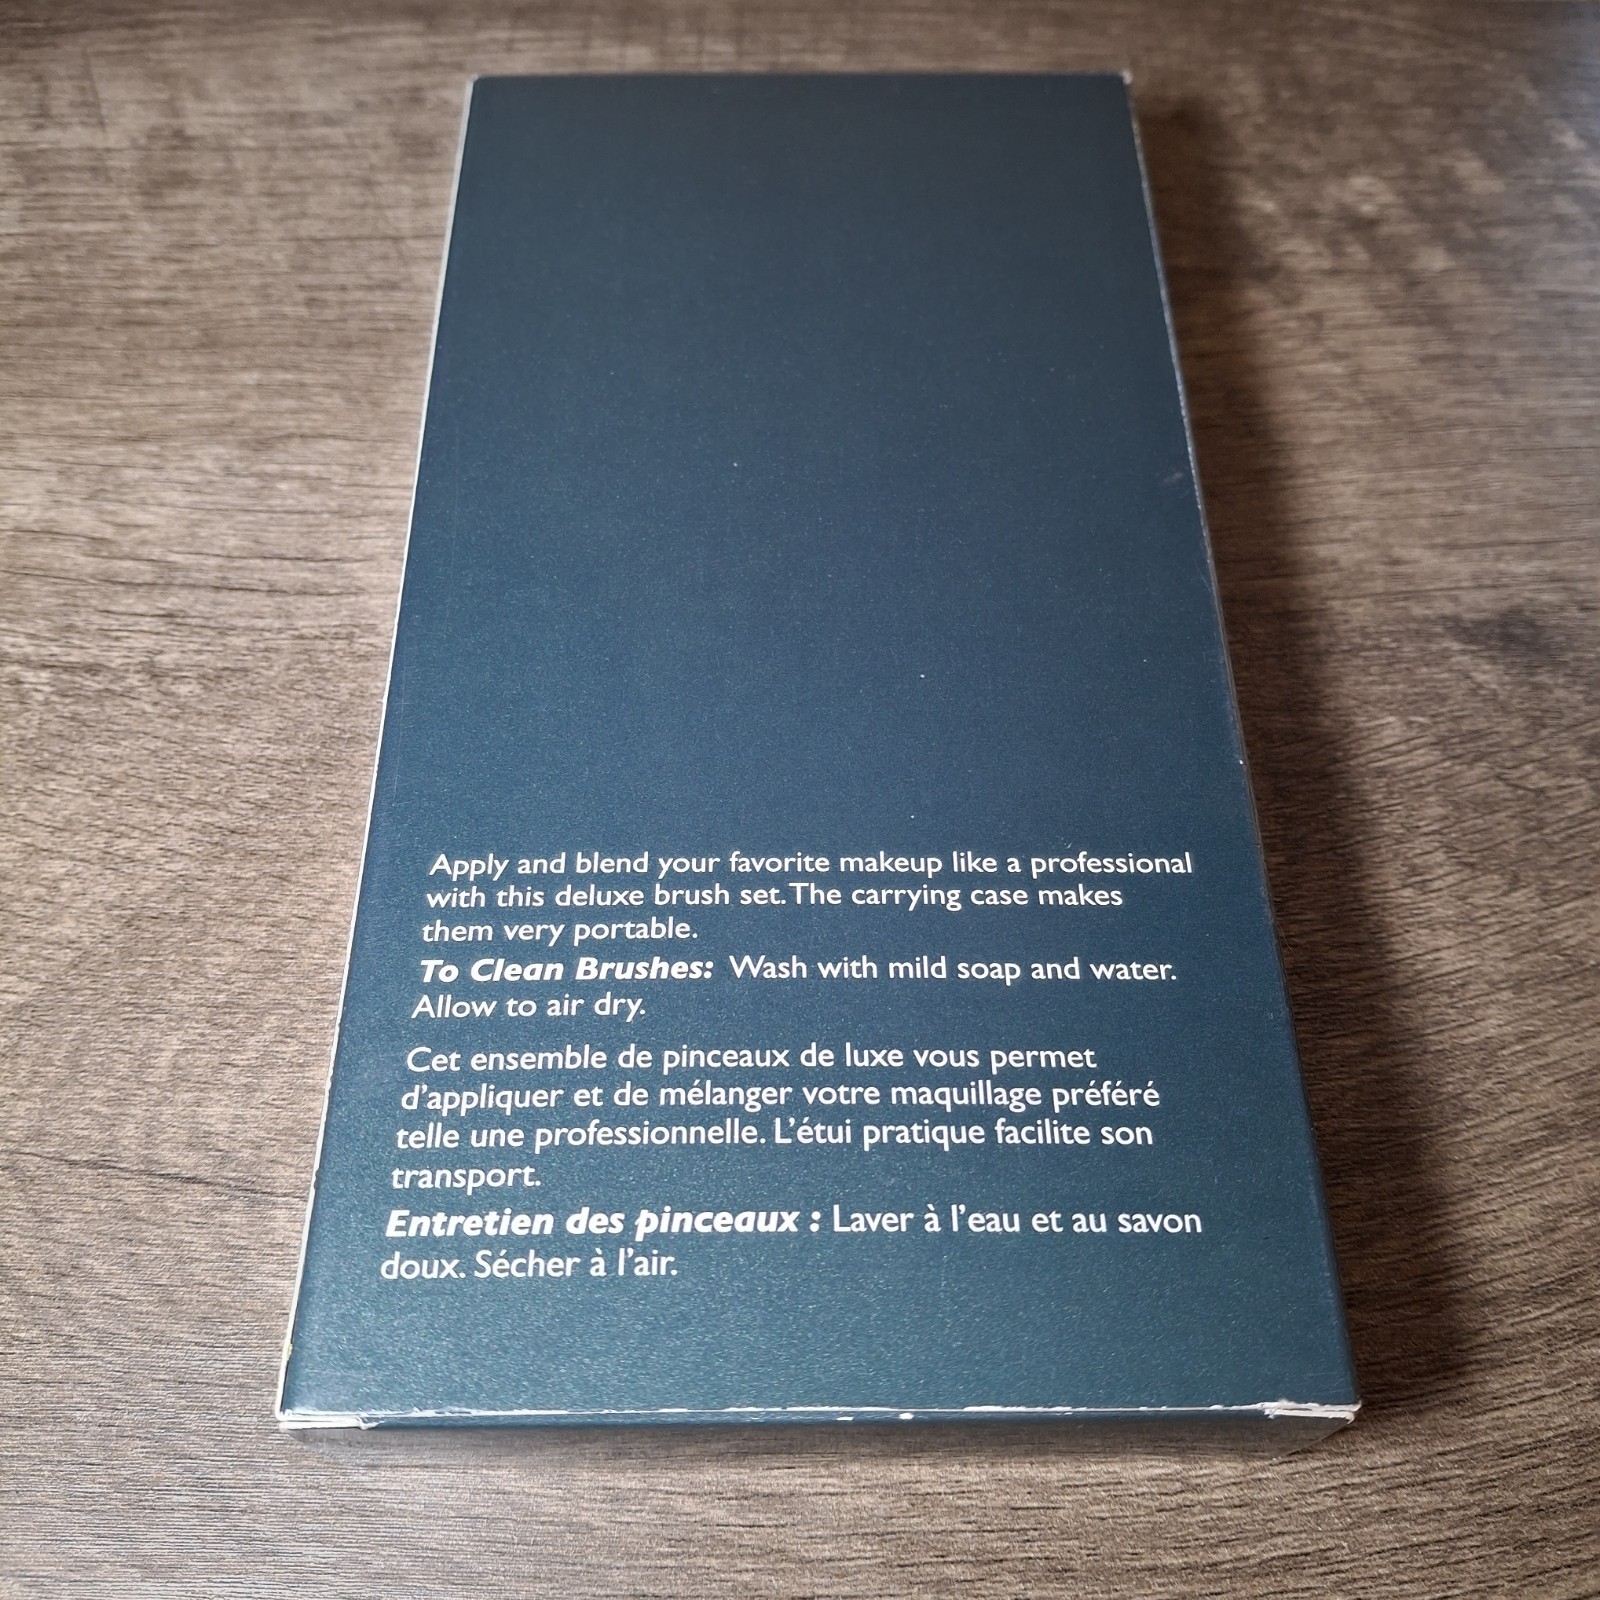 Apply and blend your favorite makeup like a professional
with this deluxe brush set. The carrying case makes
them very portable.
To Clean Brushes: Wash with mild soap and water.
Allow to air dry.
Cet ensemble de pinceaux de luxe vous permet
d'appliquer et de mélanger votre maquillage préféré
telle une professionnelle. L'étui pratique facilite son
transport.
Entretien des pinceaux : Laver à l'eau et au savon
doux. Sécher à l'air.